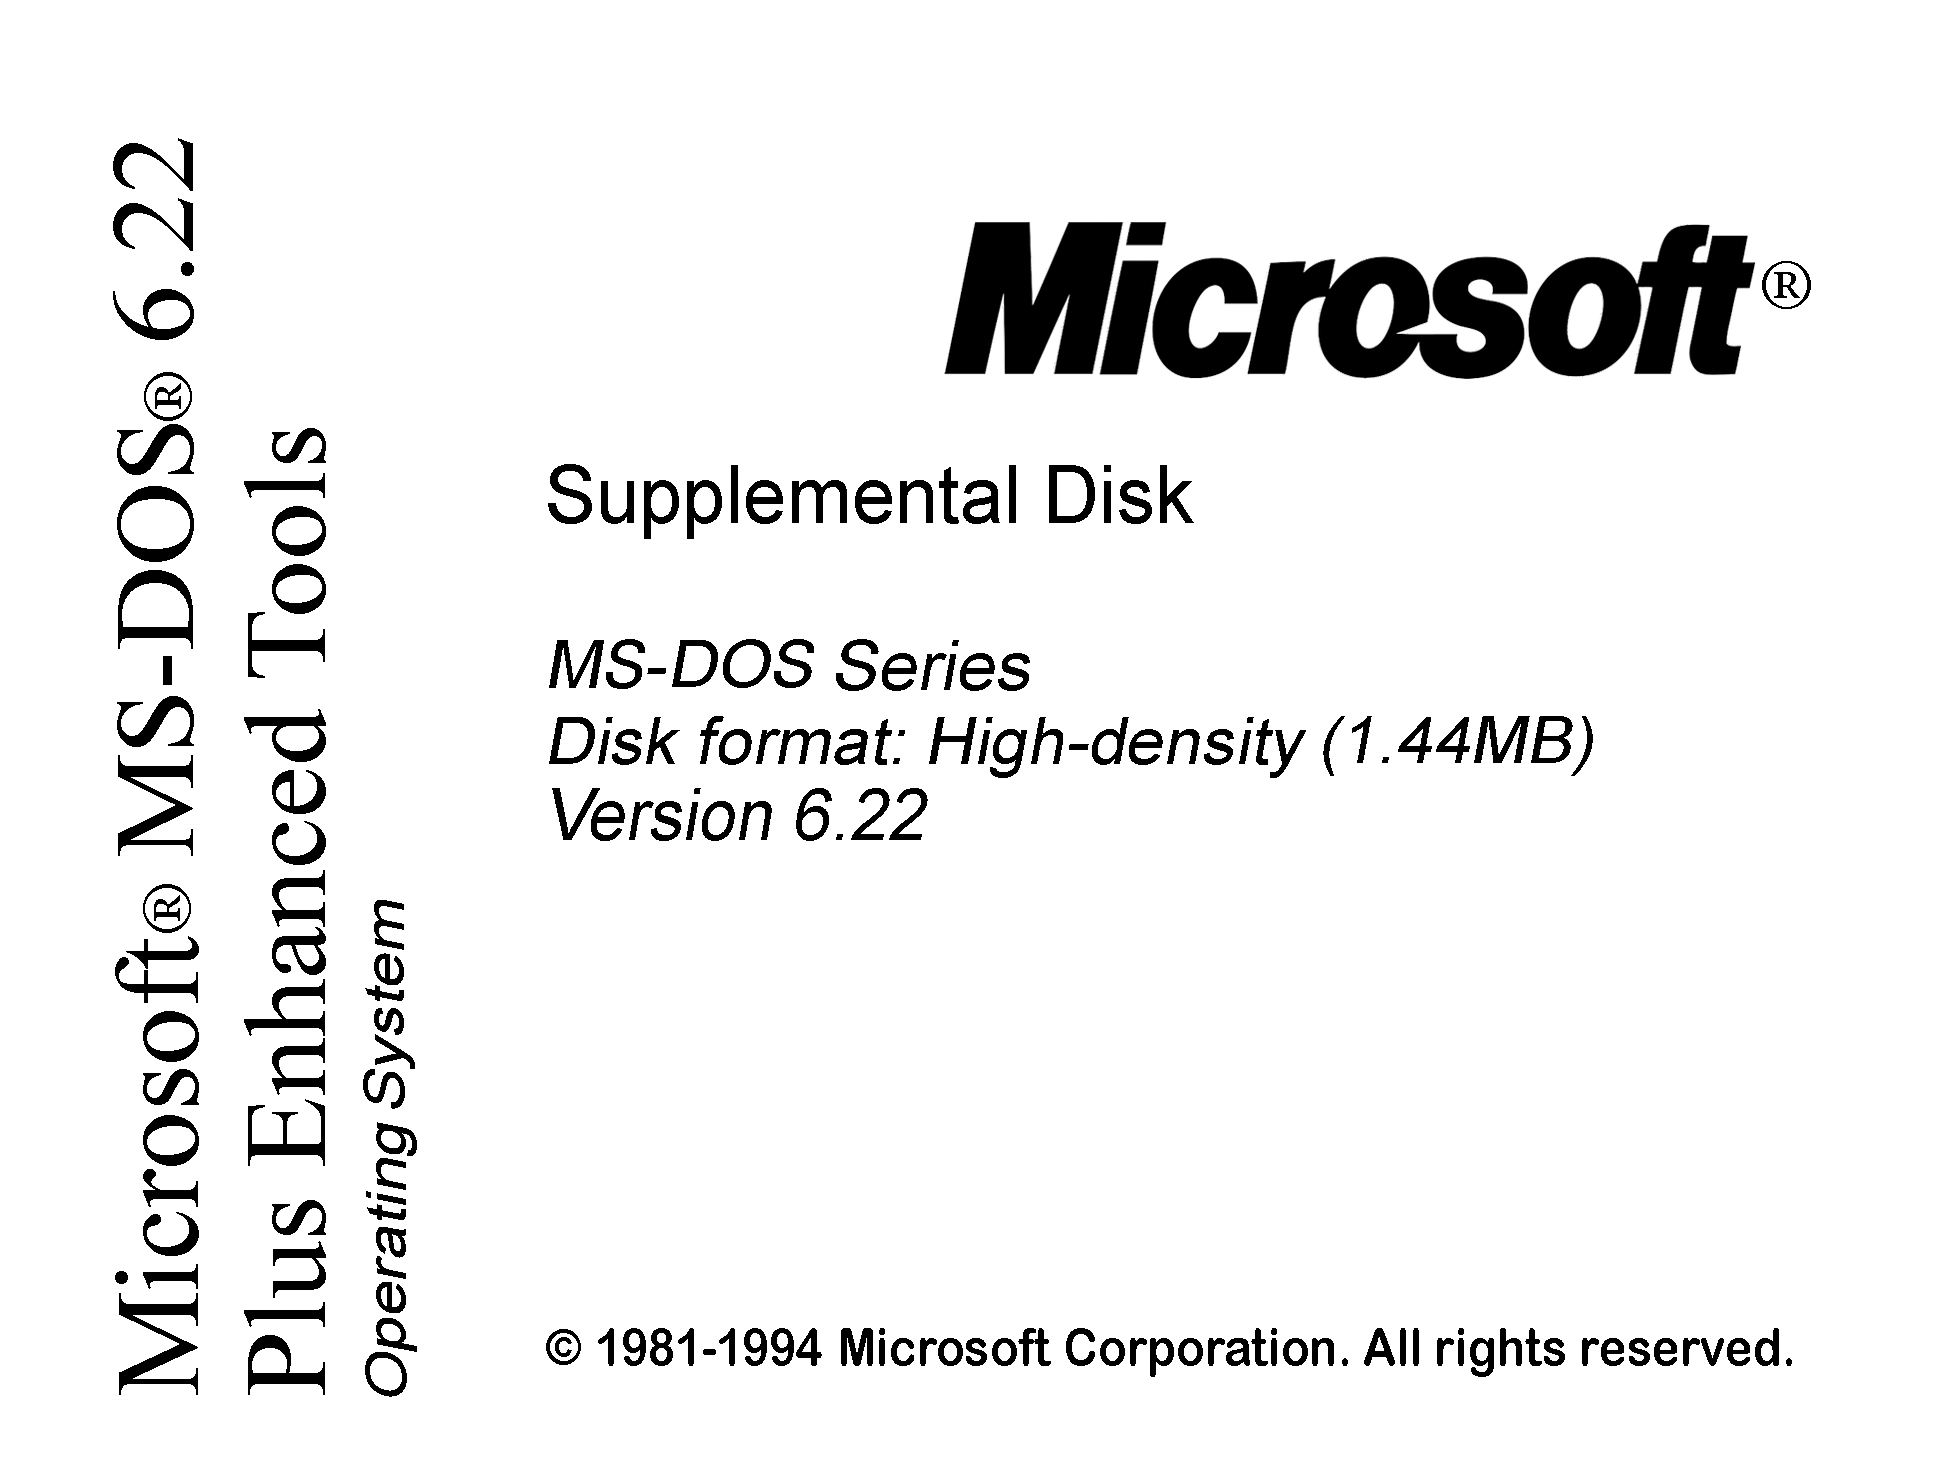 Microsoft® MS-DOS® 6.22
Plus Enhanced Tools
Operating System
Microsoft®
Supplemental Disk
MS-DOS Series
Disk format: High-density (1.44MB)
Version 6.22
© 1981-1994 Microsoft Corporation. All rights reserved.